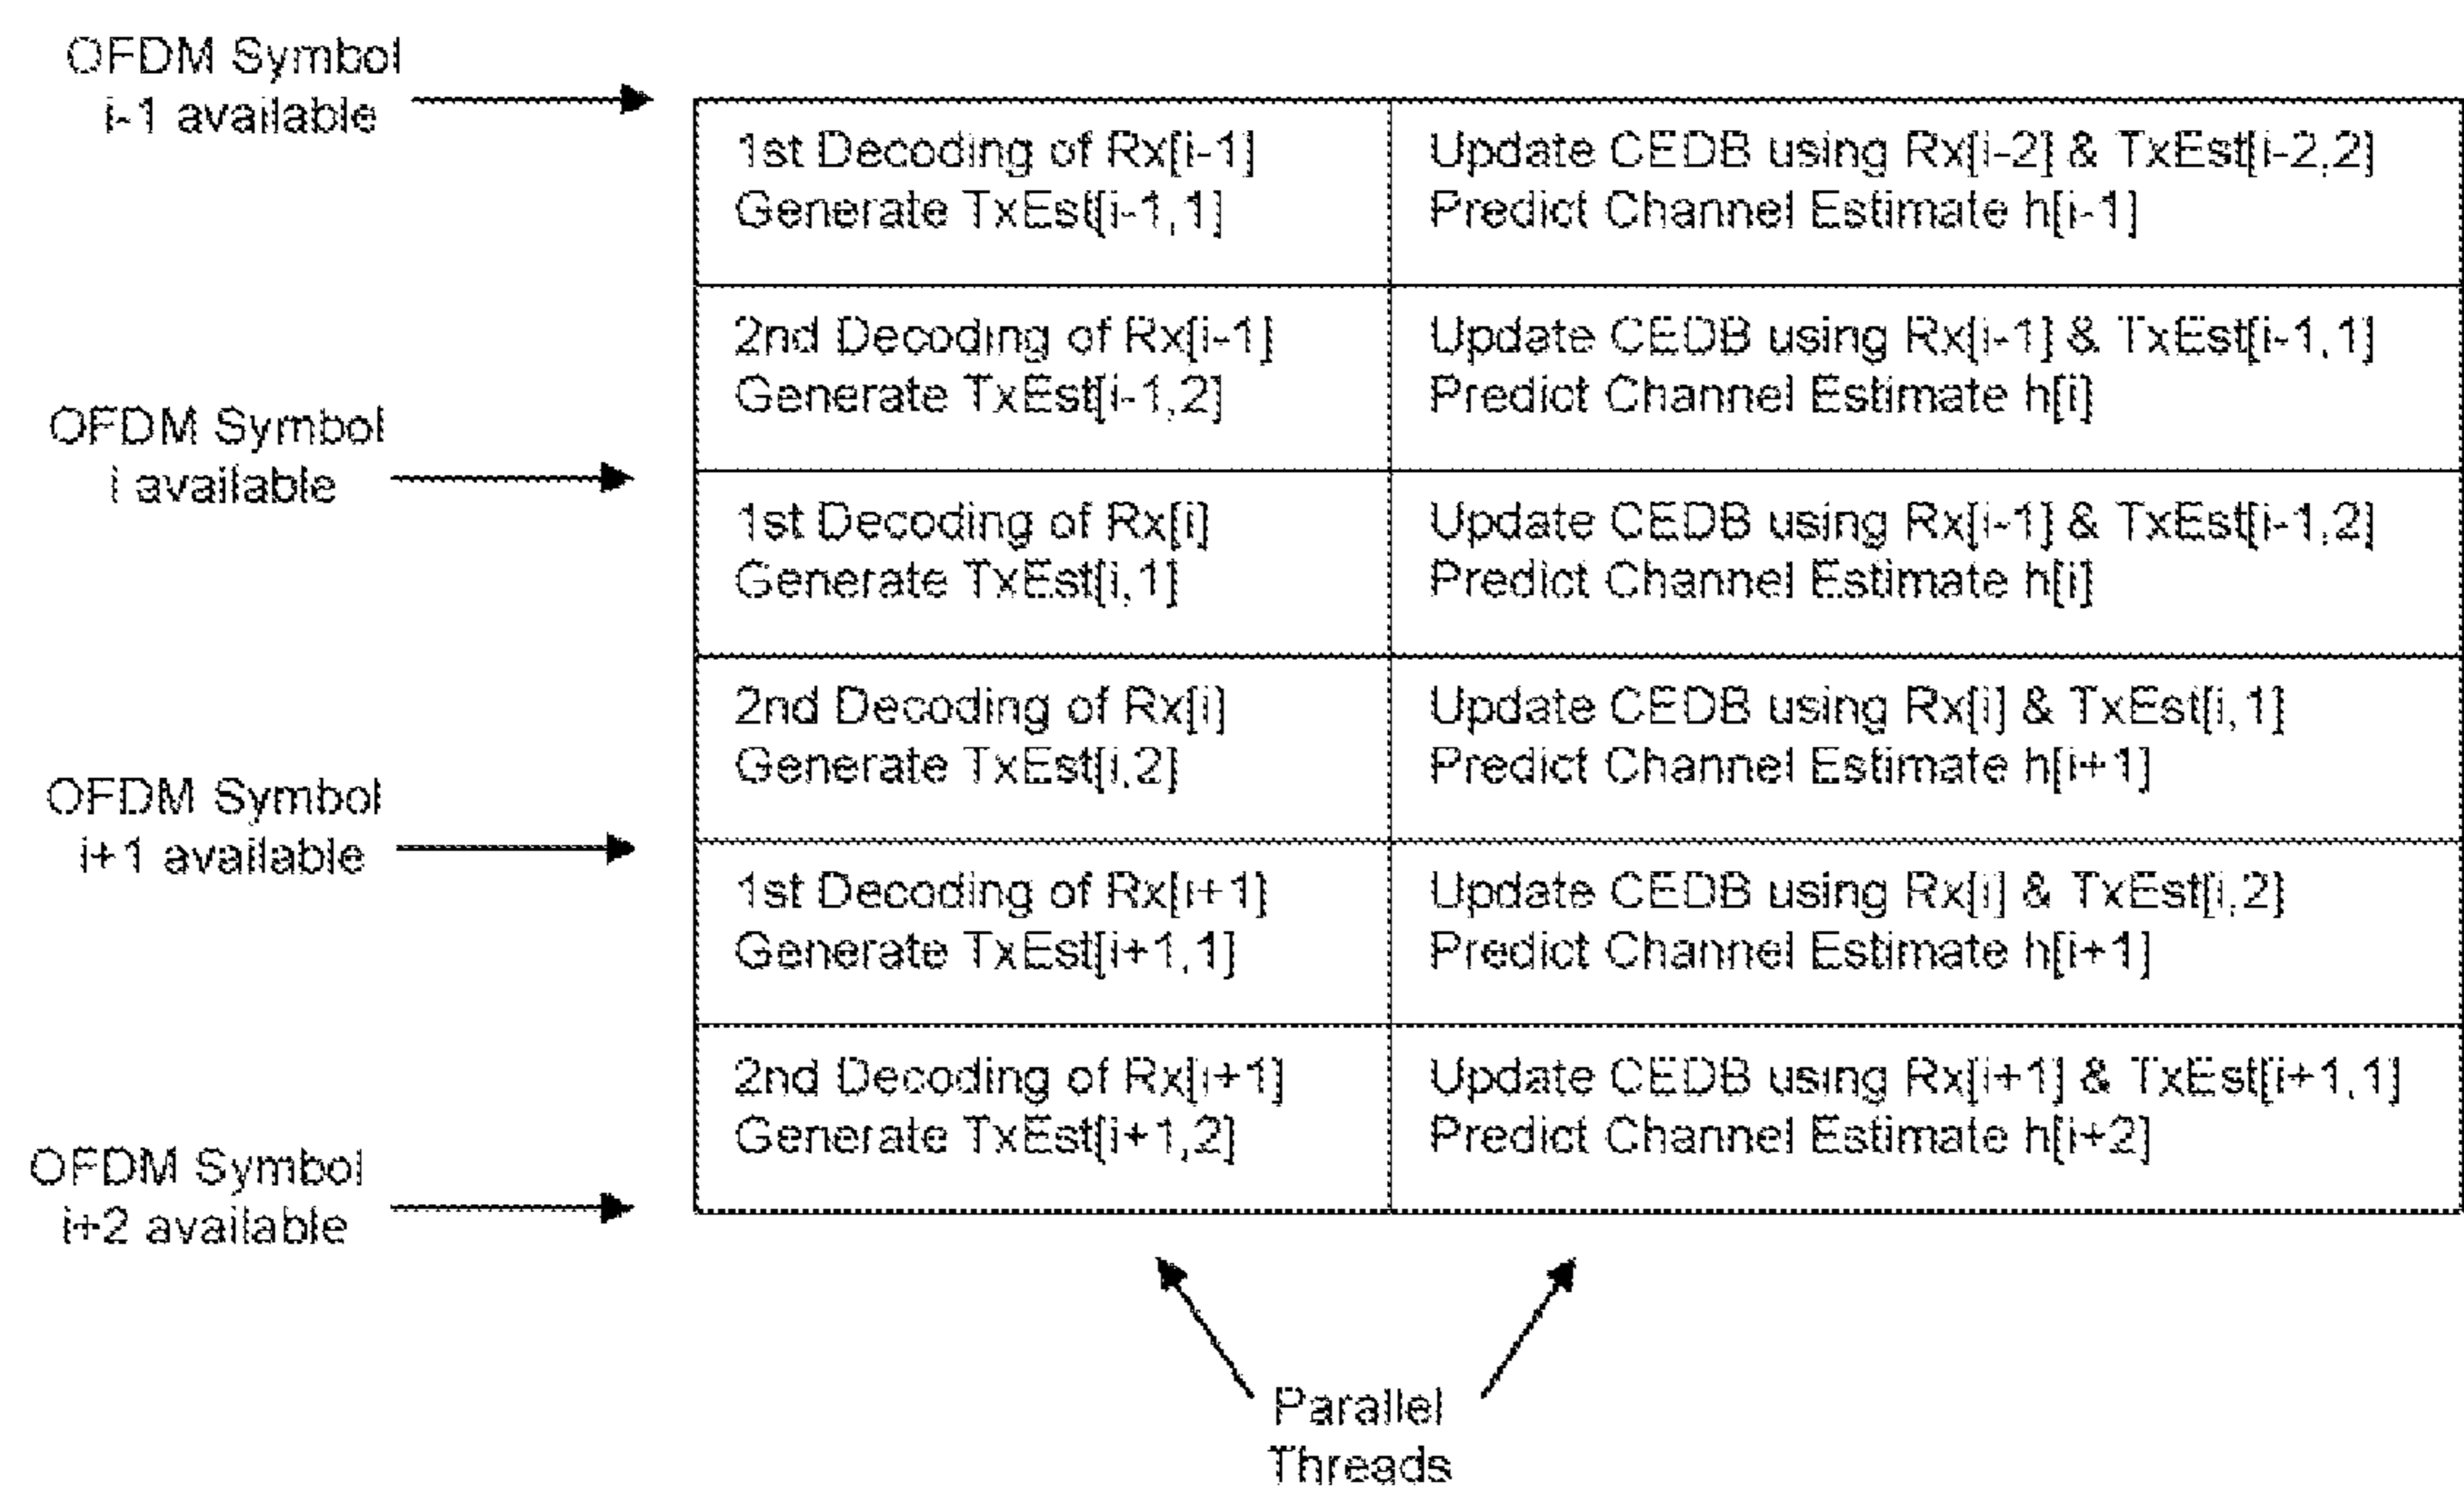 OFDM Symbol
i-1 available
1st Decoding of Rx[i-1]
Generate TxEst[i-1,1]
Update CEDB using Rx[i-2] & TxEst[i-2,2]
Predict Channel Estimate h[i-1]
2nd Decoding of Rx[i-1]
Generate TxEst[i-1,2]
Update CEDB using Rx[i-1] & TxEst[i-1,1]
Predict Channel Estimate h[i]
OFDM Symbol
i available
1st Decoding of Rx[i]
Generate TxEst[i,1]
Update CEDB using Rx[i-1] & TxEst[i-1,2]
Predict Channel Estimate h[i]
2nd Decoding of Rx[i]
Generate TxEst[i,2]
Update CEDB using Rx[i] & TxEst[i,1]
Predict Channel Estimate h[i+1]
OFDM Symbol
i+1 available
1st Decoding of Rx[i+1]
Generate TxEst[i+1,1]
Update CEDB using Rx[i] & TxEst[i,2]
Predict Channel Estimate h[i+1]
2nd Decoding of Rx[i+1]
Generate TxEst[i+1,2]
Update CEDB using Rx[i+1] & TxEst[i+1,1]
Predict Channel Estimate h[i+2]
OFDM Symbol
i+2 available
Parallel
Threads